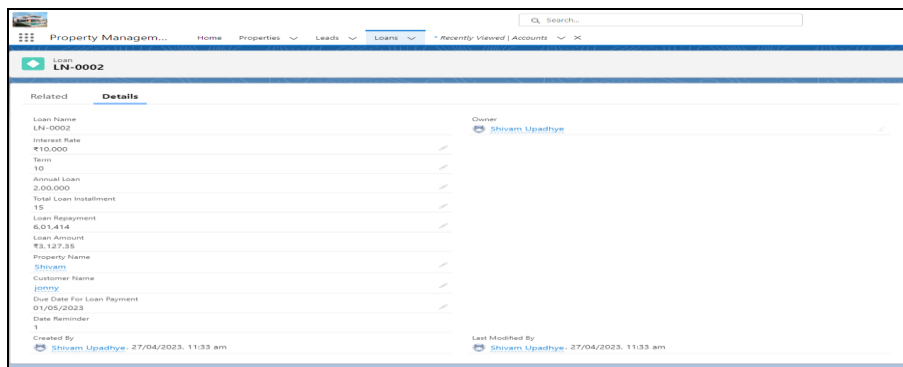 Search...
Property Managem... Home Properties Leads Loans * Recently Viewed | Accounts
Loan
LN-0002
Related Details
Loan Name
LN-0002
Owner
Shivam Upadhye
Interest Rate
₹10,000
Term
10
Annual Loan
2,00,000
Total Loan Installment
15
Loan Repayment
6,01,414
Loan Amount
₹3,127.35
Property Name
Shivam
Customer Name
jonny
Due Date For Loan Payment
01/05/2023
Date Reminder
1
Created By
Shivam Upadhye, 27/04/2023, 11:33 am
Last Modified By
Shivam Upadhye, 27/04/2023, 11:33 am